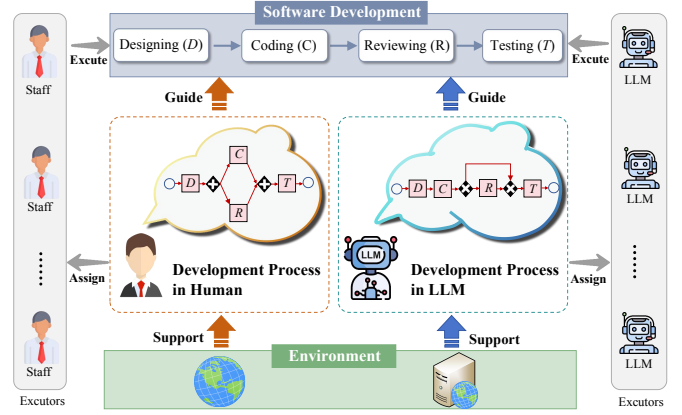 Software Development
Designing (D)
Coding (C)
Reviewing (R)
Testing (T)
Excute
Excute
Staff
LLM
Guide
Guide
Staff
LLM
D
C
R
T
D
C
R
T
LLM
Assign
Development Process
in Human
Development Process
in LLM
Assign
Support
Support
Staff
LLM
Environment
Excutors
Excutors